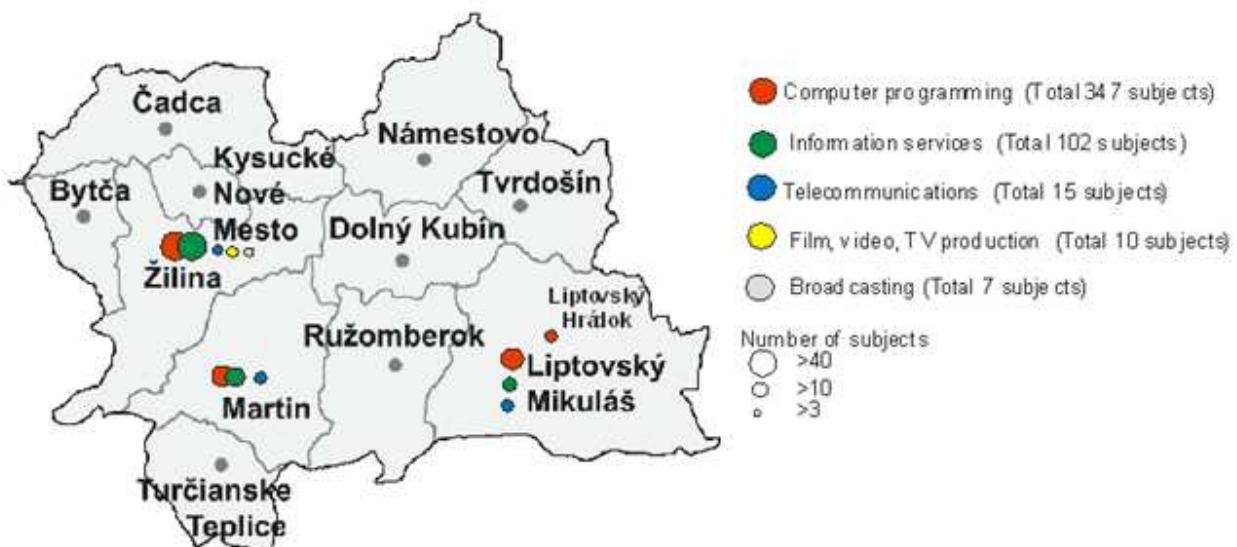 Čadca
Námestovo
Kysucké
Nové
Mesto
Bytča
Tvrdošín
Dolný Kubín
Žilina
Liptovský
Hrálok
Ružomberok
Liptovský
Mikuláš
Martin
Turčianske
Teplice
Computer programming (Total 347 subjects)
Information services (Total 102 subjects)
Telecommunications (Total 15 subjects)
Film, video, TV production (Total 10 subjects)
Broad casting (Total 7 subjects)
Number of subjects
>40
>10
>3